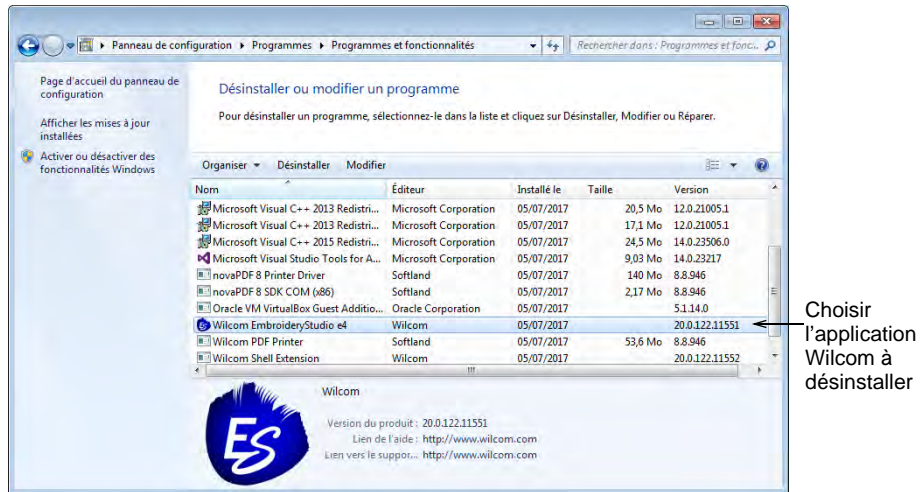 Panneau de configuration Programmes Programmes et fonctionnalités
Rechercher dans : Programmes et fonc...
Page d'accueil du panneau de
configuration
Afficher les mises à jour
installées
Activer ou désactiver des
fonctionnalités Windows
Désinstaller ou modifier un programme
Pour désinstaller un programme, sélectionnez-le dans la liste et cliquez sur Désinstaller, Modifier ou Réparer.
Organiser Désinstaller Modifier
Nom Éditeur Installé le Taille Version
Microsoft Visual C++ 2013 Redistri... Microsoft Corporation 05/07/2017 20,5 Mo 12.0.21005.1
Microsoft Visual C++ 2013 Redistri... Microsoft Corporation 05/07/2017 17,1 Mo 12.0.21005.1
Microsoft Visual C++ 2015 Redistri... Microsoft Corporation 05/07/2017 24,5 Mo 14.0.23506.0
Microsoft Visual Studio Tools for A... Microsoft Corporation 05/07/2017 9,03 Mo 14.0.23217
novaPDF 8 Printer Driver Softland 05/07/2017 140 Mo 8.8.946
novaPDF 8 SDK COM (x86) Softland 05/07/2017 2,17 Mo 8.8.946
Oracle VM VirtualBox Guest Additio... Oracle Corporation 05/07/2017 5.1.14.0
Wilcom EmbroideryStudio e4 Wilcom 05/07/2017 20.0.122.11551
Wilcom PDF Printer Softland 05/07/2017 53,6 Mo 8.8.946
Wilcom Shell Extension Wilcom 05/07/2017 20.0.122.11552
Choisir
l'application
Wilcom à
désinstaller
ES
Wilcom
Version du produit : 20.0.122.11551
Lien de l'aide : http://www.wilcom.com
Lien vers le suppor... http://www.wilcom.com